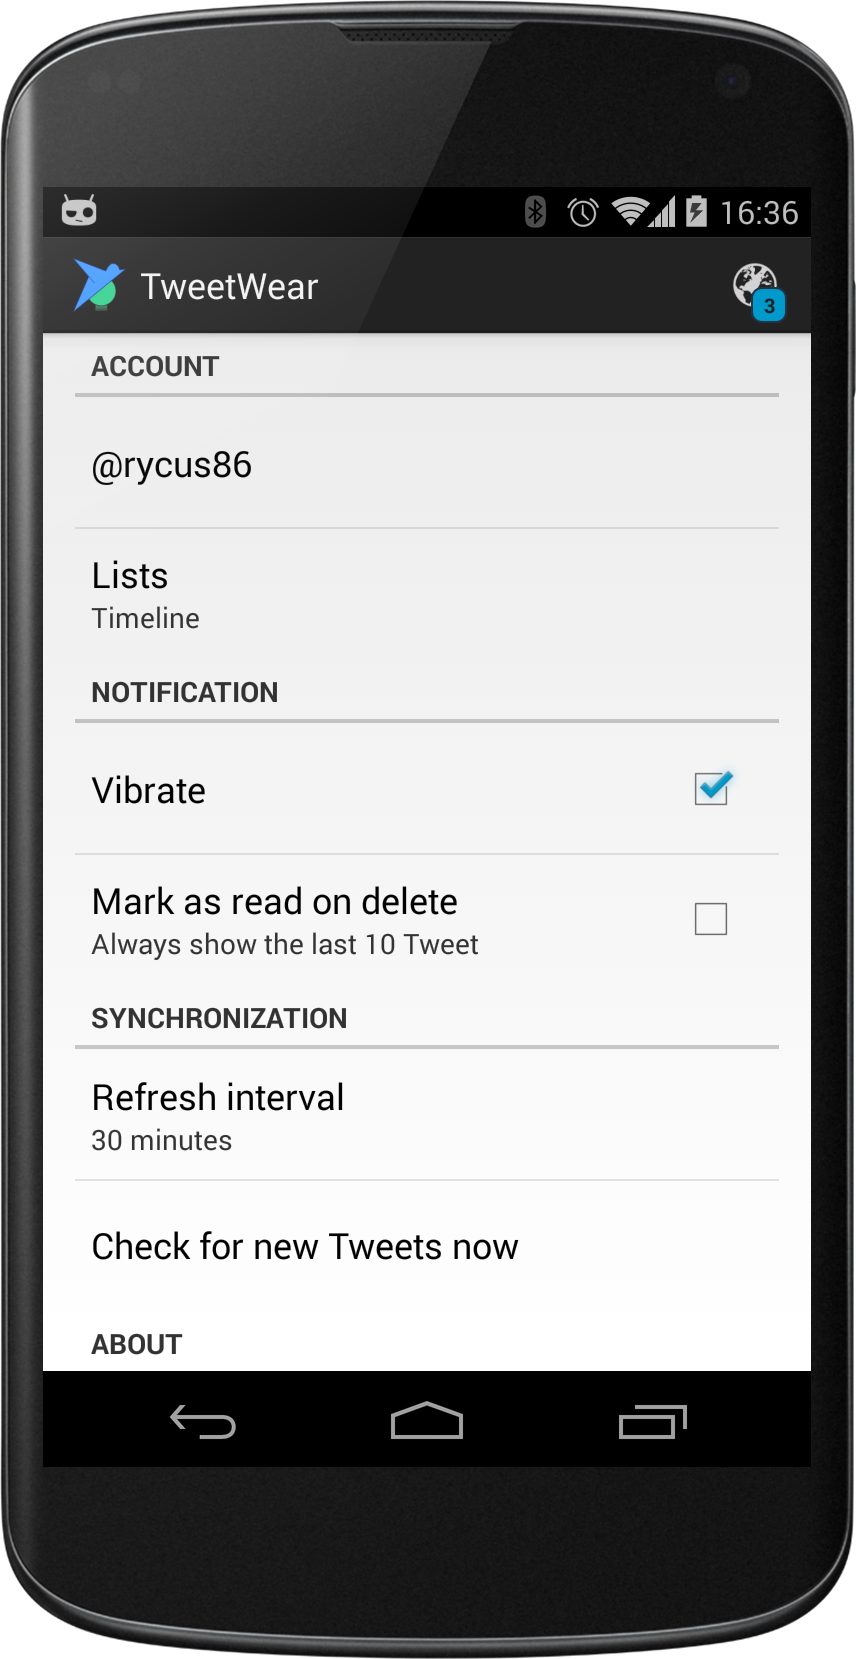 16:36
TweetWear
3
ACCOUNT
@rycus86
Lists
Timeline
NOTIFICATION
Vibrate
Mark as read on delete
Always show the last 10 Tweet
SYNCHRONIZATION
Refresh interval
30 minutes
Check for new Tweets now
ABOUT